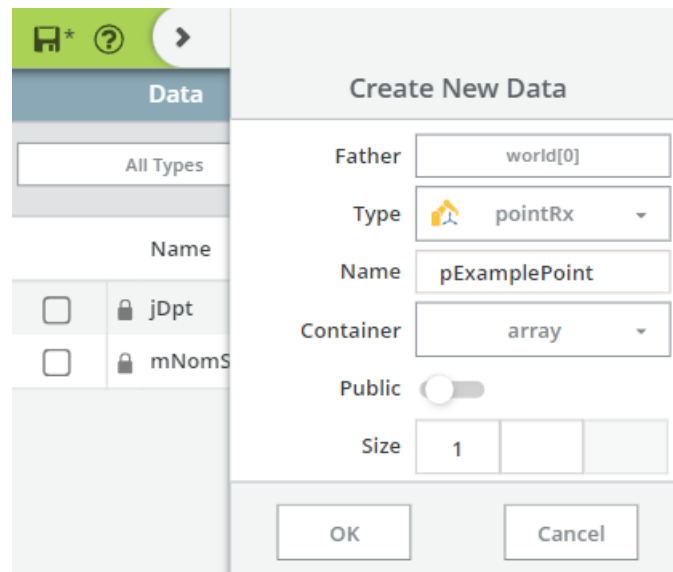 * ?
Data
Create New Data
All Types
Father world[0]
Type pointRx
Name
Name pExamplePoint
jDpt
Container array
mNomS
Public
Size 1
OK Cancel